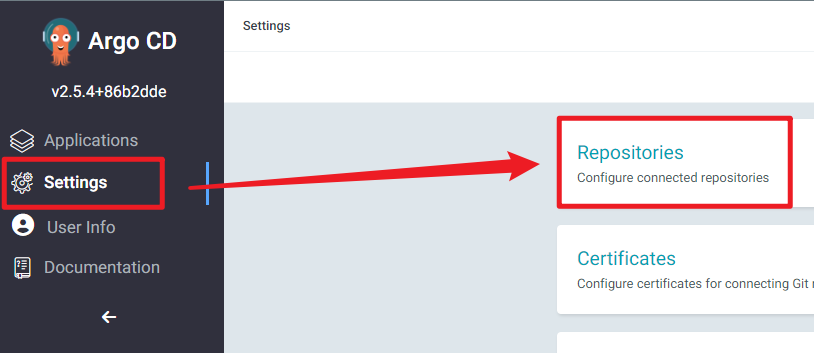 Argo CD
v2.5.4+86b2dde
Applications
Settings
User Info
Documentation
Settings
Repositories
Configure connected repositories
Certificates
Configure certificates for connecting Git